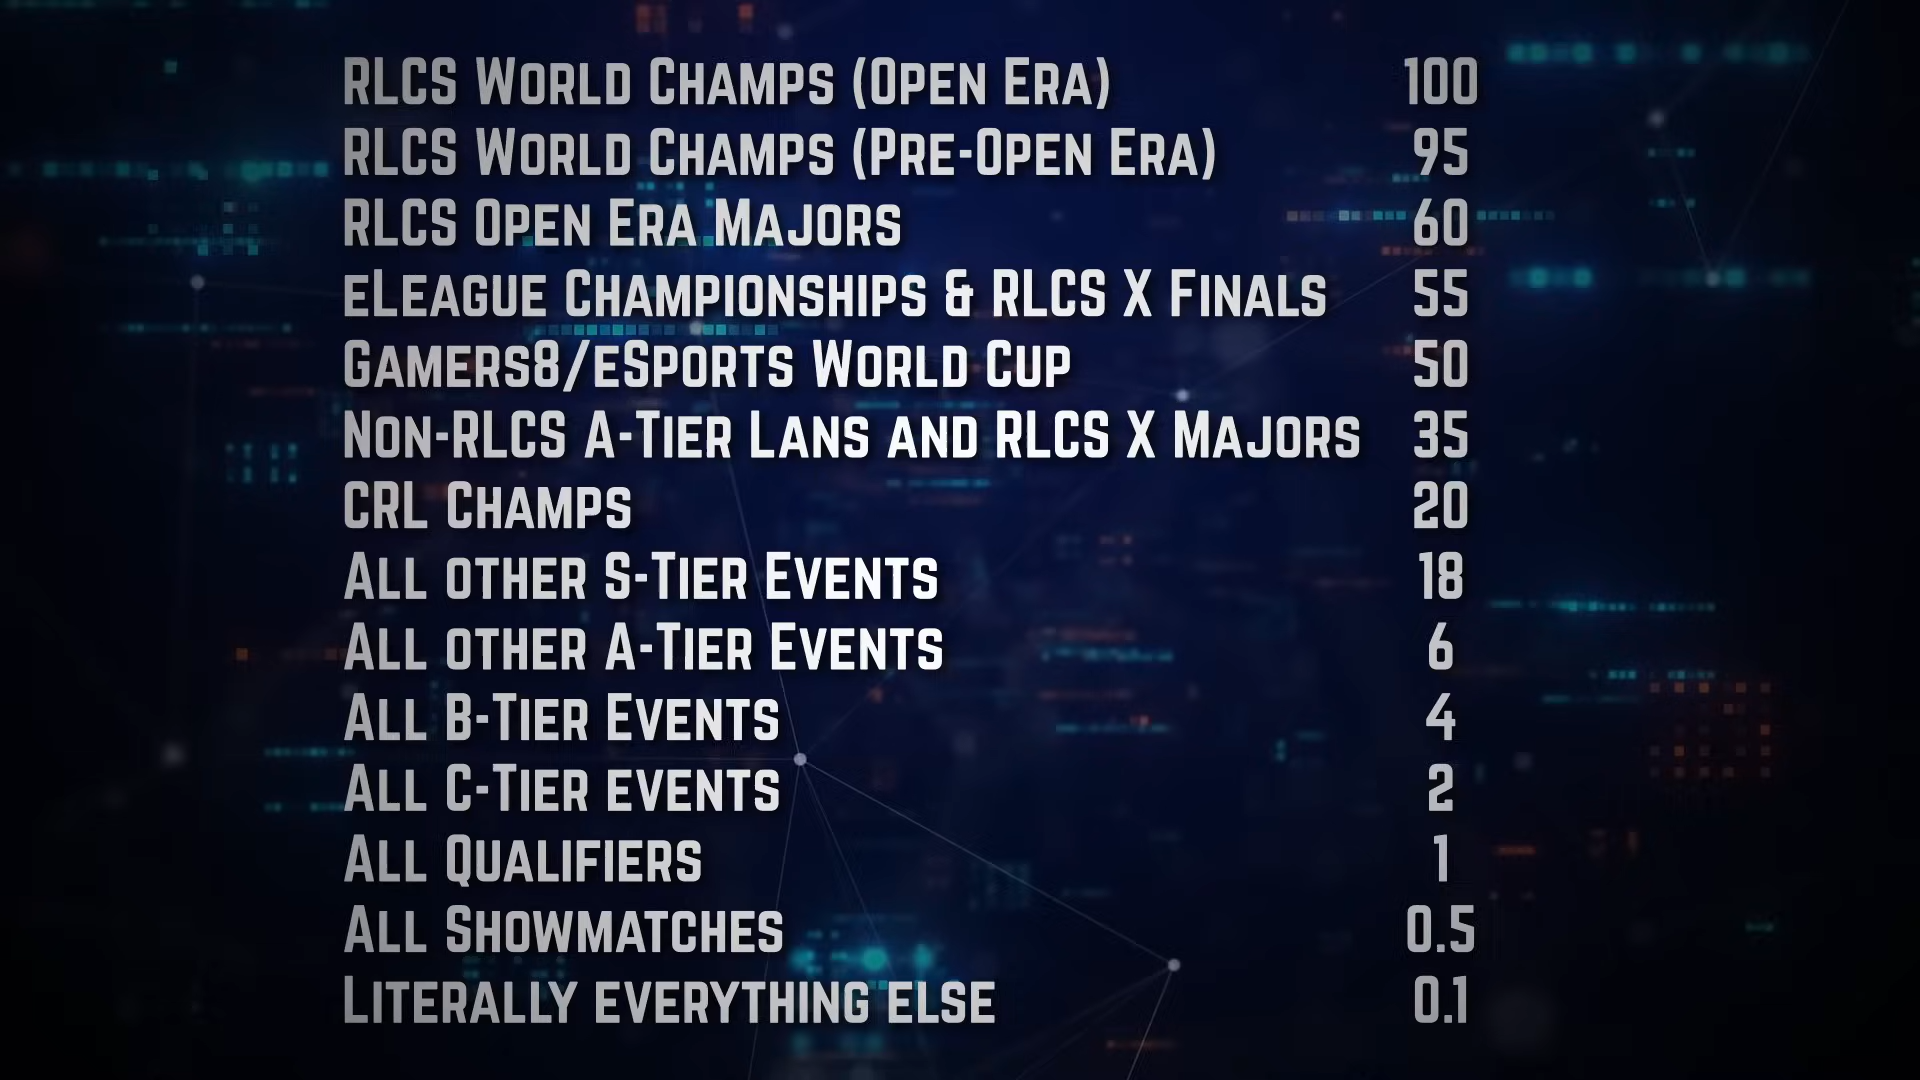 RLCS World Champs (Open Era) 100
RLCS World Champs (Pre-Open Era) 95
RLCS Open Era Majors 60
eLeague Championships & RLCS X Finals 55
Gamers8/eSports World Cup 50
Non-RLCS A-Tier Lans and RLCS X Majors 35
CRL Champs 20
All other S-Tier Events 18
All other A-Tier Events 6
All B-Tier Events 4
All C-Tier events 2
All Qualifiers 1
All Showmatches 0.5
Literally everything else 0.1